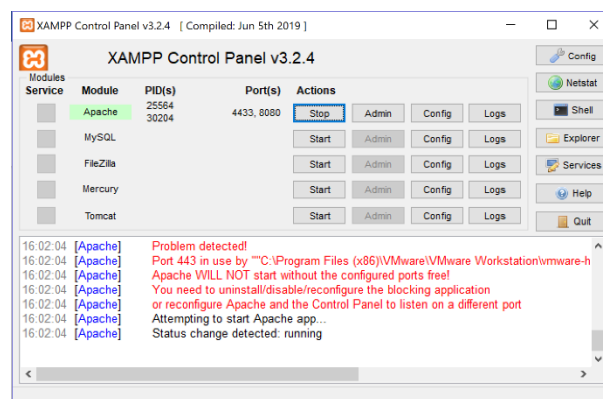 XAMPP Control Panel v3.2.4 [ Compiled: Jun 5th 2019 ]
XAMPP Control Panel v3.2.4
Config
Modules
Service Module PID(s) Port(s) Actions
Netstat
Apache 25564 30204 4433, 8080 Stop Admin Config Logs
Shell
MySQL Start Admin Config Logs
Explorer
FileZilla Start Admin Config Logs
Services
Mercury Start Admin Config Logs
Help
Tomcat Start Admin Config Logs
Quit
16:02:04 [Apache] Problem detected!
16:02:04 [Apache] Port 443 in use by ""C:\Program Files (x86)\VMware\VMware Workstation\vmware-h
16:02:04 [Apache] Apache WILL NOT start without the configured ports free!
16:02:04 [Apache] You need to uninstall/disable/reconfigure the blocking application
16:02:04 [Apache] or reconfigure Apache and the Control Panel to listen on a different port
16:02:04 [Apache] Attempting to start Apache app...
16:02:04 [Apache] Status change detected: running